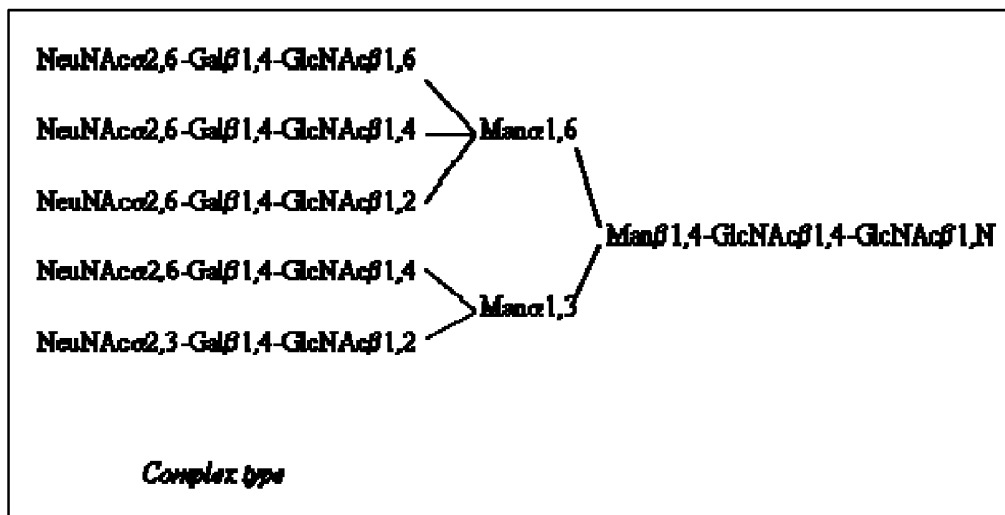 NeuNAcα2,6-Galβ1,4-GlcNAcβ1,6
NeuNAcα2,6-Galβ1,4-GlcNAcβ1,4 Manα1,6
NeuNAcα2,6-Galβ1,4-GlcNAcβ1,2
Manβ1,4-GlcNAcβ1,4-GlcNAcβ1,N
NeuNAcα2,6-Galβ1,4-GlcNAcβ1,4
Manα1,3
NeuNAcα2,3-Galβ1,4-GlcNAcβ1,2
Complex type